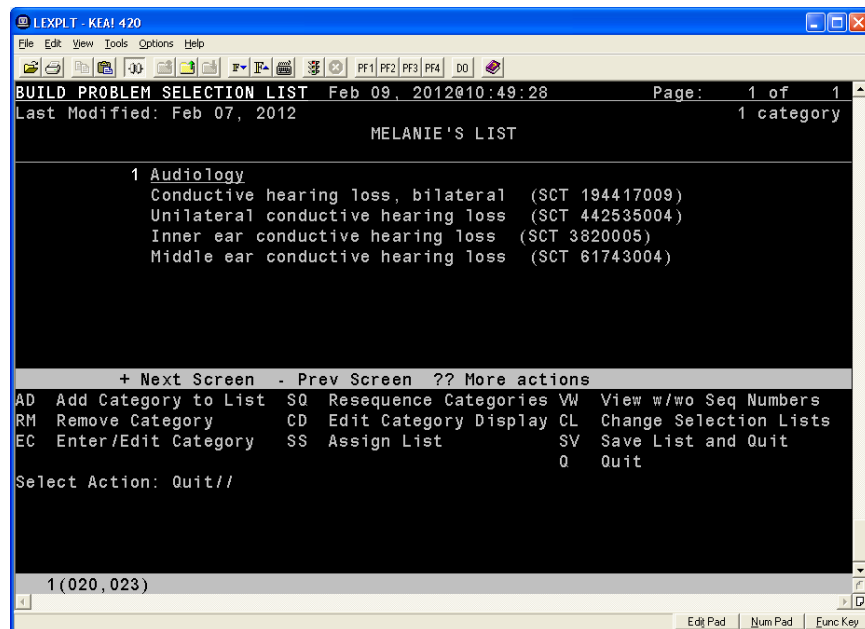 LEXPLT - KEA! 420
File Edit View Tools Options Help
PF1 PF2 PF3 PF4 DO
BUILD PROBLEM SELECTION LIST Feb 09, 2012@10:49:28 Page: 1 of 1
Last Modified: Feb 07, 2012 1 category
MELANIE'S LIST
1 Audiology
Conductive hearing loss, bilateral (SCT 194417009)
Unilateral conductive hearing loss (SCT 442535004)
Inner ear conductive hearing loss (SCT 3820005)
Middle ear conductive hearing loss (SCT 61743004)
+ Next Screen - Prev Screen ?? More actions
AD Add Category to List SQ Resequence Categories VW View w/wo Seq Numbers
RM Remove Category CD Edit Category Display CL Change Selection Lists
EC Enter/Edit Category SS Assign List SV Save List and Quit
Q Quit
Select Action: Quit//
1(020,023)
Edit Pad Num Pad Func Key